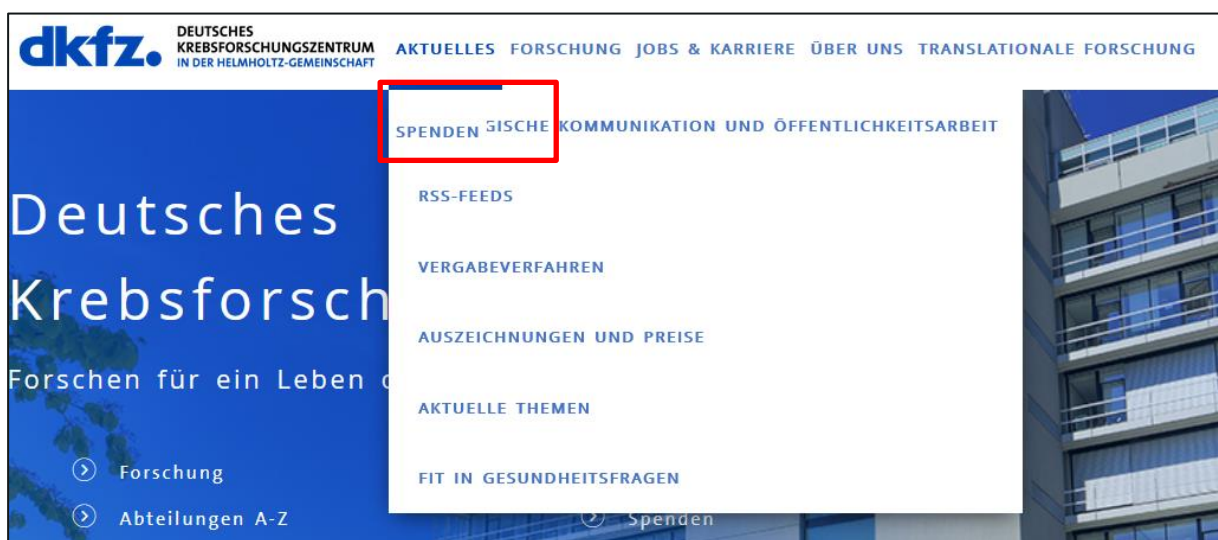 dkfz.
DEUTSCHES
KREBSFORSCHUNGSZENTRUM
IN DER HELMHOLTZ-GEMEINSCHAFT
AKTUELLES FORSCHUNG JOBS & KARRIERE ÜBER UNS TRANSLATIONALE FORSCHUNG
SPENDEN GISCHE KOMMUNIKATION UND ÖFFENTLICHKEITSARBEIT
RSS-FEEDS
VERGABEVERFAHREN
AUSZEICHNUNGEN UND PREISE
AKTUELLE THEMEN
FIT IN GESUNDHEITSFRAGEN
Deutsches
Krebsforsch
Forschen für ein Leben
Forschung
Abteilungen A-Z
Spenden